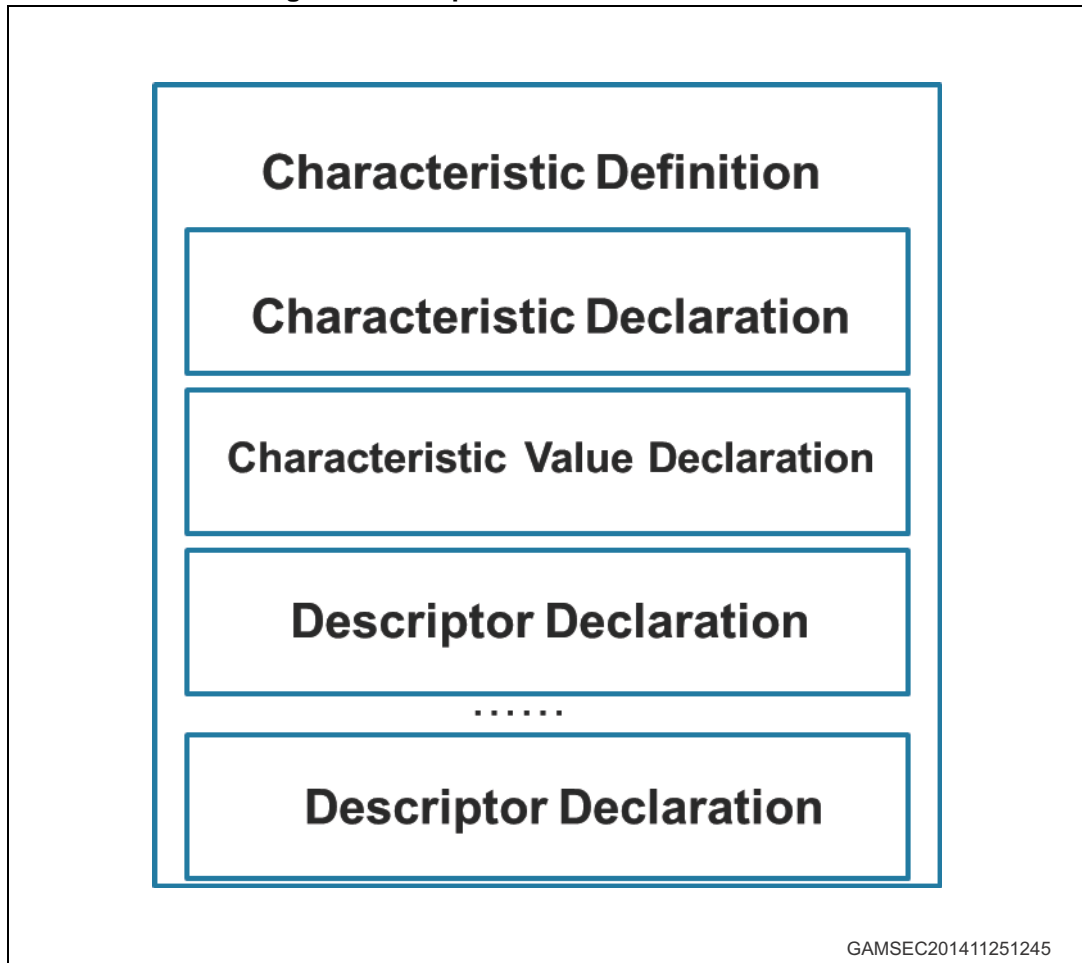 Characteristic Definition
Characteristic Declaration
Characteristic Value Declaration
Descriptor Declaration
......
Descriptor Declaration
GAMSEC201411251245